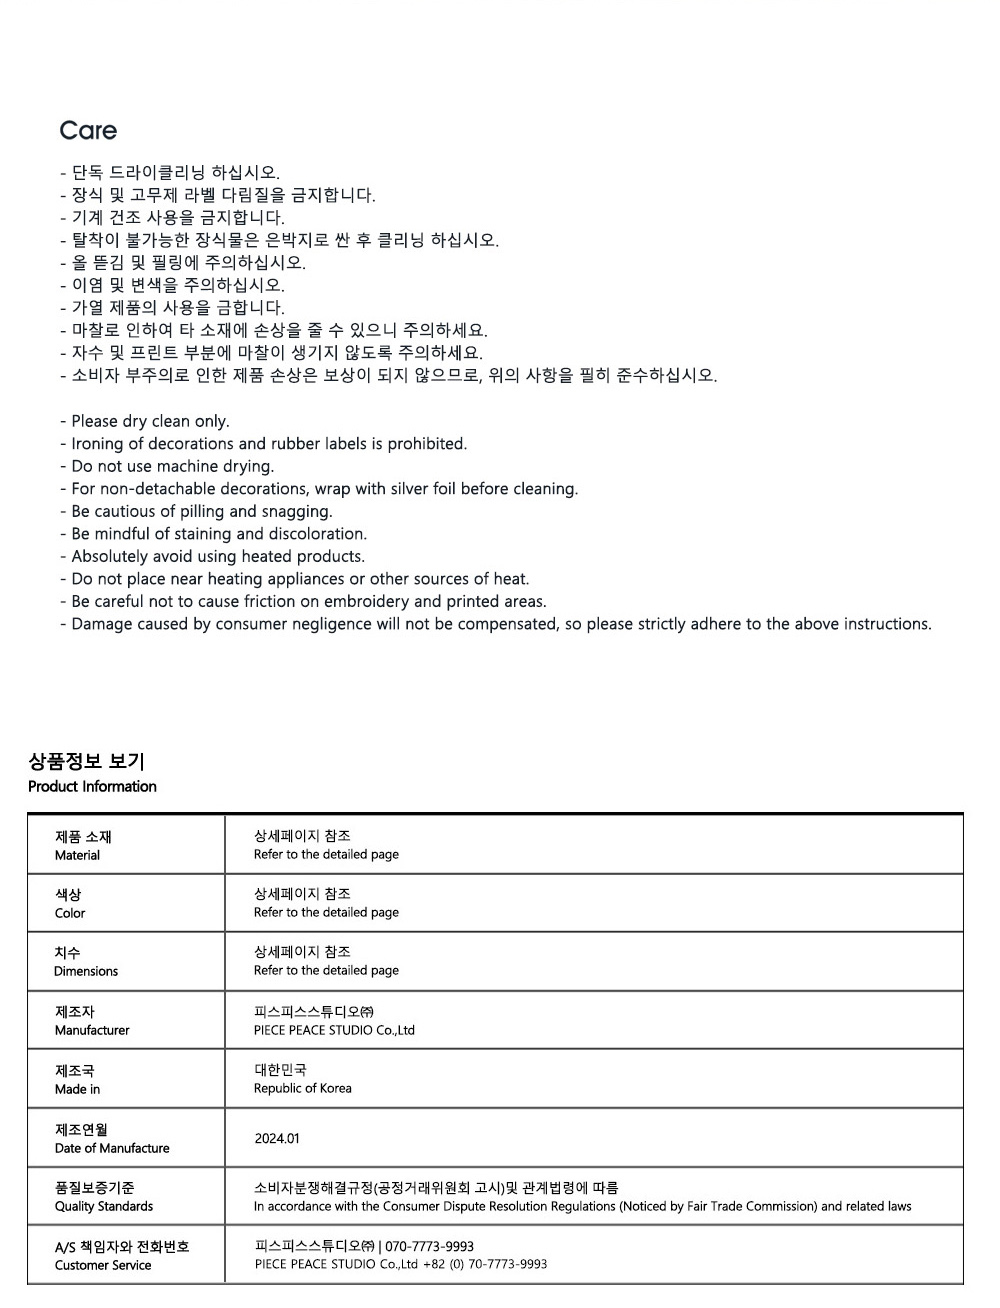 Care
- 단독 드라이클리닝 하십시오.
- 장식 및 고무제 라벨 다림질을 금지합니다.
- 기계 건조 사용을 금지합니다.
- 탈착이 불가능한 장식물은 은박지로 싼 후 클리닝 하십시오.
- 올 뜯김 및 필링에 주의하십시오.
- 이염 및 변색을 주의하십시오.
- 가열 제품의 사용을 금합니다.
- 마찰로 인하여 타 소재에 손상을 줄 수 있으니 주의하세요.
- 자수 및 프린트 부분에 마찰이 생기지 않도록 주의하세요.
- 소비자 부주의로 인한 제품 손상은 보상이 되지 않으므로, 위의 사항을 필히 준수하십시오.
- Please dry clean only.
- Ironing of decorations and rubber labels is prohibited.
- Do not use machine drying.
- For non-detachable decorations, wrap with silver foil before cleaning.
- Be cautious of pilling and snagging.
- Be mindful of staining and discoloration.
- Absolutely avoid using heated products.
- Do not place near heating appliances or other sources of heat.
- Be careful not to cause friction on embroidery and printed areas.
- Damage caused by consumer negligence will not be compensated, so please strictly adhere to the above instructions.
상품정보 보기
Product Information
제품 소재
Material
상세페이지 참조
Refer to the detailed page
색상
Color
상세페이지 참조
Refer to the detailed page
치수
Dimensions
상세페이지 참조
Refer to the detailed page
제조자
Manufacturer
피스피스스튜디오㈜
PIECE PEACE STUDIO Co.,Ltd
제조국
Made in
대한민국
Republic of Korea
제조연월
Date of Manufacture
2024.01
품질보증기준
Quality Standards
소비자분쟁해결규정(공정거래위원회 고시)및 관계법령에 따름
In accordance with the Consumer Dispute Resolution Regulations (Noticed by Fair Trade Commission) and related laws
A/S 책임자와 전화번호
Customer Service
피스피스스튜디오㈜ | 070-7773-9993
PIECE PEACE STUDIO Co.,Ltd +82 (0) 70-7773-9993